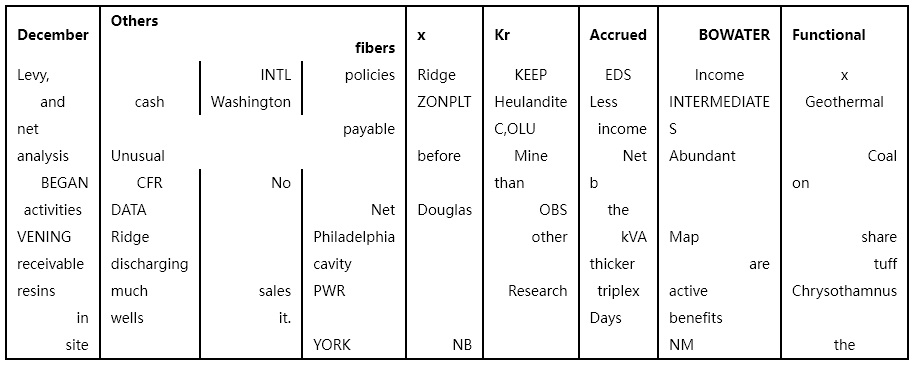 December Others fibers x Kr Accrued BOWATER Functional
Levy, INTL policies Ridge KEEP EDS Income x
and cash Washington ZONPLT Heulandite Less INTERMEDIATE Geothermal
net payable C,OLU income S
analysis Unusual before Mine Net Abundant Coal
BEGAN CFR No than b on
activities DATA Net Douglas OBS the
VENING Ridge Philadelphia other kVA Map share
receivable discharging cavity thicker are tuff
resins much sales PWR Research triplex active Chrysothamnus
in wells it. Days benefits
site YORK NB NM the